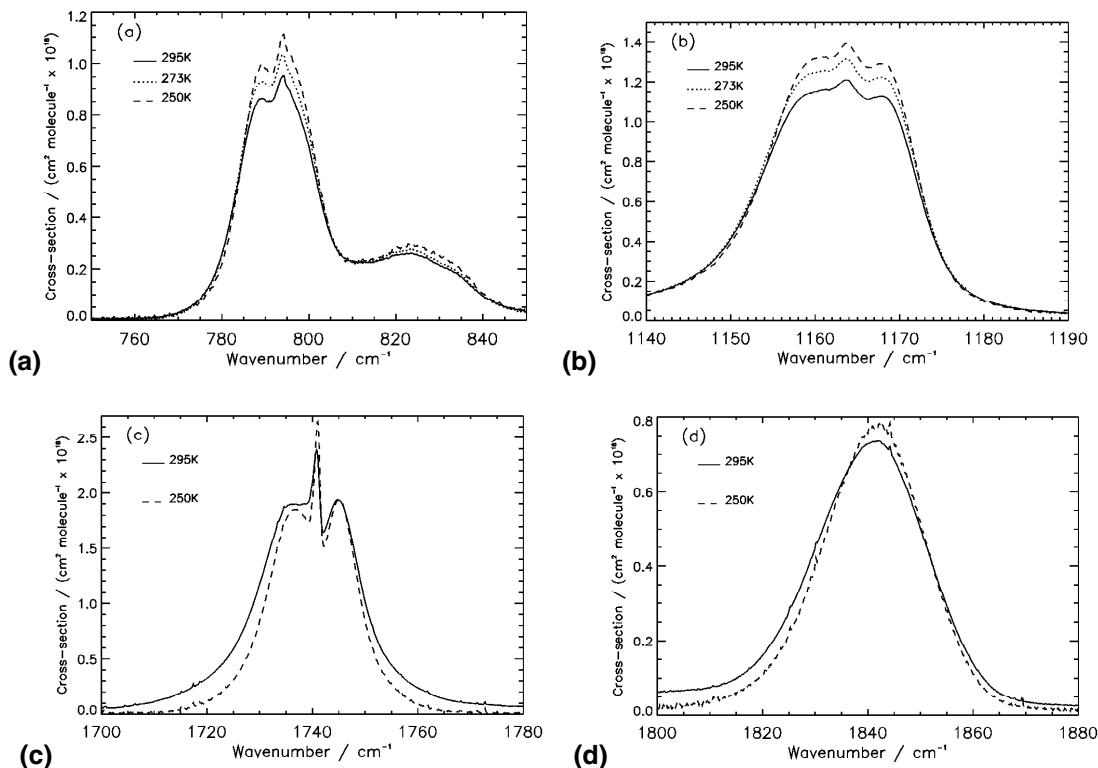 (a)
295K
273K
250K
Cross-section / (cm² molecule⁻¹ x 10¹⁸)
1.2
1.0
0.8
0.6
0.4
0.2
0.0
760 780 800 820 840
Wavenumber / cm⁻¹
(a)
(b)
295K
273K
250K
Cross-section / (cm² molecule⁻¹ x 10¹⁸)
1.4
1.2
1.0
0.8
0.6
0.4
0.2
0.0
1140 1150 1160 1170 1180 1190
Wavenumber / cm⁻¹
(b)
(c)
295K
250K
Cross-section / (cm² molecule⁻¹ x 10¹⁸)
2.5
2.0
1.5
1.0
0.5
0.0
1700 1720 1740 1760 1780
Wavenumber / cm⁻¹
(c)
(d)
295K
250K
Cross-section / (cm² molecule⁻¹ x 10¹⁸)
0.8
0.6
0.4
0.2
0.0
1800 1820 1840 1860 1880
Wavenumber / cm⁻¹
(d)